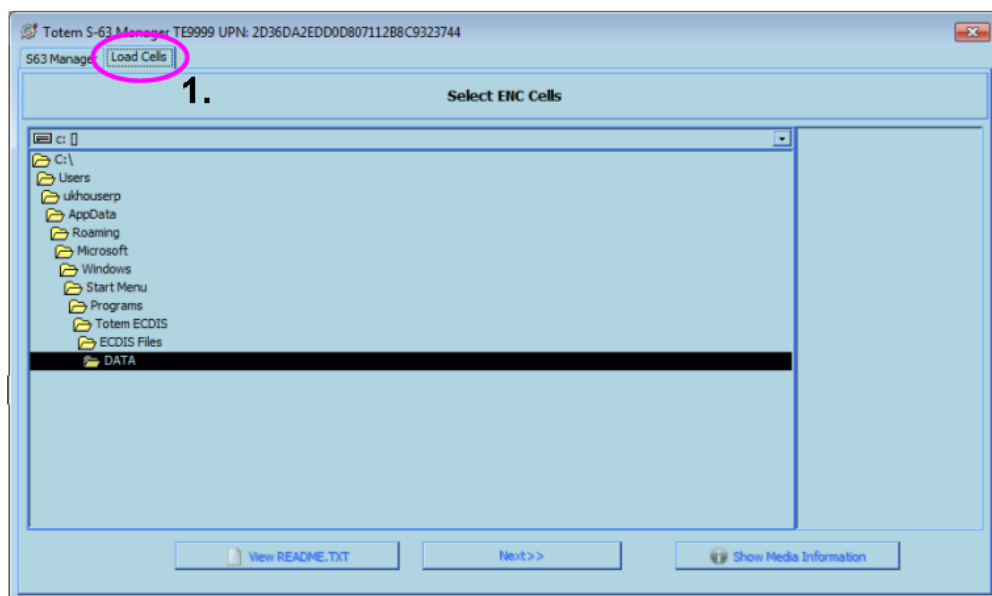 Totem S-63 Manager TE9999 UPN: 2D36DA2EDD0D807112B8C9323744
S63 Manager Load Cells
1.
Select ENC Cells
c: []
C:\
Users
ukhouserp
AppData
Roaming
Microsoft
Windows
Start Menu
Programs
Totem ECDIS
ECDIS Files
DATA
View README.TXT Next>> Show Media Information